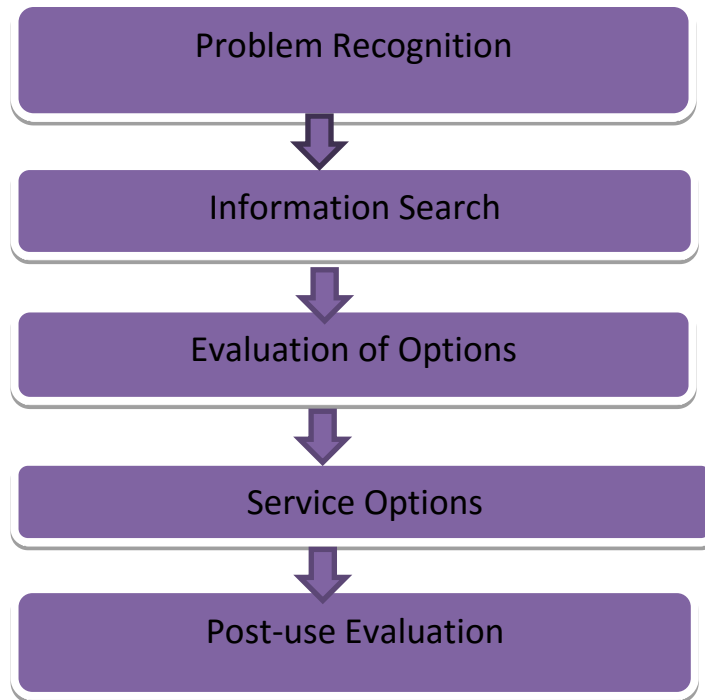 Problem Recognition
Information Search
Evaluation of Options
Service Options
Post-use Evaluation